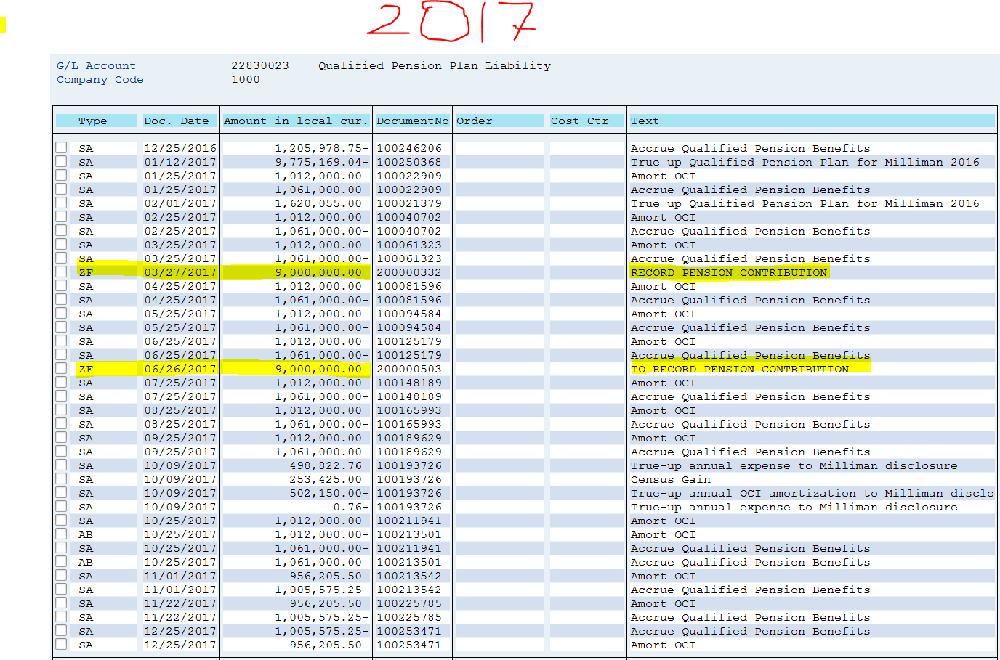 2017
G/L Account 22830023 Qualified Pension Plan Liability
Company Code 1000
Type Doc. Date Amount in local cur. DocumentNo Order Cost Ctr Text
SA 12/25/2016 1,205,978.75- 100246206 Accrue Qualified Pension Benefits
SA 01/12/2017 9,775,169.04- 100250368 True up Qualified Pension Plan for Milliman 2016
SA 01/25/2017 1,012,000.00 100022909 Amort OCI
SA 01/25/2017 1,061,000.00- 100022909 Accrue Qualified Pension Benefits
SA 02/01/2017 1,620,055.00 100021379 True up Qualified Pension Plan for Milliman 2016
SA 02/25/2017 1,012,000.00 100040702 Amort OCI
SA 02/25/2017 1,061,000.00- 100040702 Accrue Qualified Pension Benefits
SA 03/25/2017 1,012,000.00 100061323 Amort OCI
SA 03/25/2017 1,061,000.00- 100061323 Accrue Qualified Pension Benefits
ZF 03/27/2017 9,000,000.00 200000332 RECORD PENSION CONTRIBUTION
SA 04/25/2017 1,012,000.00 100081596 Amort OCI
SA 04/25/2017 1,061,000.00- 100081596 Accrue Qualified Pension Benefits
SA 05/25/2017 1,012,000.00 100094584 Amort OCI
SA 05/25/2017 1,061,000.00- 100094584 Accrue Qualified Pension Benefits
SA 06/25/2017 1,012,000.00 100125179 Amort OCI
SA 06/25/2017 1,061,000.00- 100125179 Accrue Qualified Pension Benefits
ZF 06/26/2017 9,000,000.00 200000503 TO RECORD PENSION CONTRIBUTION
SA 07/25/2017 1,012,000.00 100148189 Amort OCI
SA 07/25/2017 1,061,000.00- 100148189 Accrue Qualified Pension Benefits
SA 08/25/2017 1,012,000.00 100165993 Amort OCI
SA 08/25/2017 1,061,000.00- 100165993 Accrue Qualified Pension Benefits
SA 09/25/2017 1,012,000.00 100189629 Amort OCI
SA 09/25/2017 1,061,000.00- 100189629 Accrue Qualified Pension Benefits
SA 10/09/2017 498,822.76 100193726 True-up annual expense to Milliman disclosure
SA 10/09/2017 253,425.00 100193726 Census Gain
SA 10/09/2017 502,150.00- 100193726 True-up annual OCI amortization to Milliman disclo
SA 10/09/2017 0.76- 100193726 True-up annual expense to Milliman disclosure
SA 10/25/2017 1,012,000.00 100211941 Amort OCI
AB 10/25/2017 1,012,000.00- 100213501 Amort OCI
SA 10/25/2017 1,061,000.00- 100211941 Accrue Qualified Pension Benefits
AB 10/25/2017 1,061,000.00 100213501 Accrue Qualified Pension Benefits
SA 11/01/2017 956,205.50 100213542 Amort OCI
SA 11/01/2017 1,005,575.25- 100213542 Accrue Qualified Pension Benefits
SA 11/22/2017 956,205.50 100225785 Amort OCI
SA 11/22/2017 1,005,575.25- 100225785 Accrue Qualified Pension Benefits
SA 12/25/2017 1,005,575.25- 100253471 Accrue Qualified Pension Benefits
SA 12/25/2017 956,205.50 100253471 Amort OCI